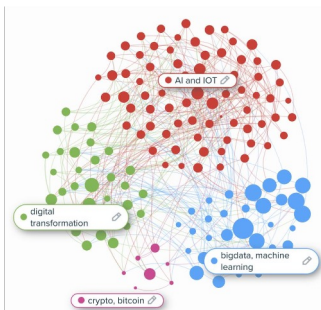 AI and IOT
digital
transformation
bigdata, machine
learning
crypto, bitcoin